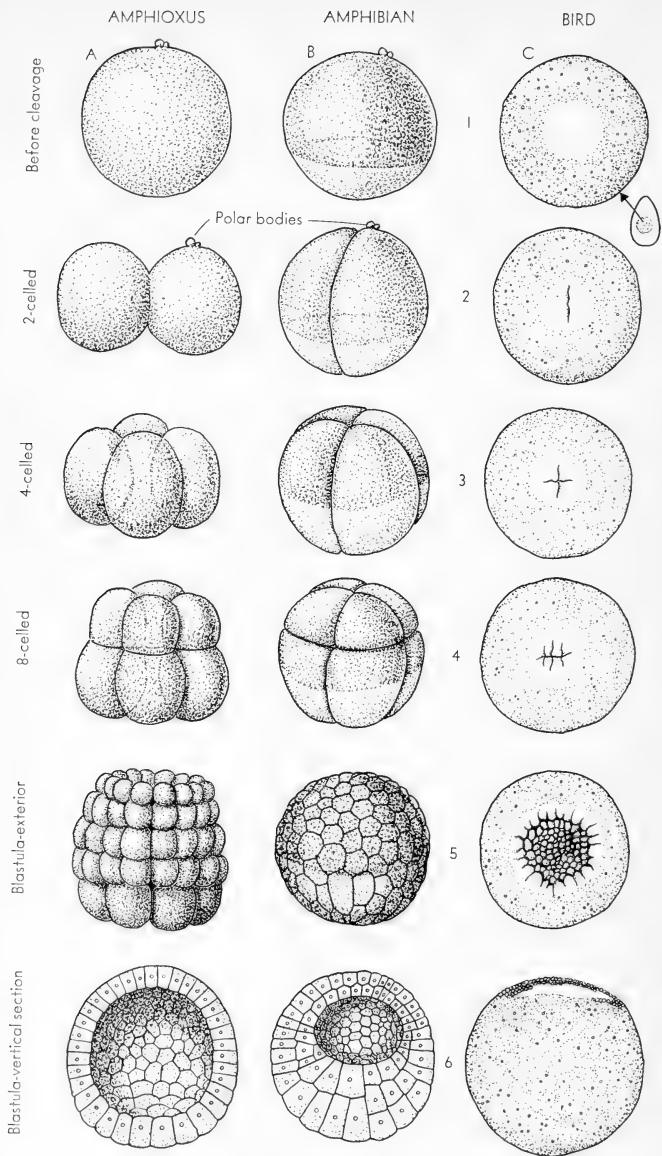 AMPHIOXUS AMPHIBIAN BIRD
Before cleavage
A B 1 C
Polar bodies
2-celled
2
4-celled
3
8-celled
4
Blastula-exterior
5
Blastula-vertical section
6